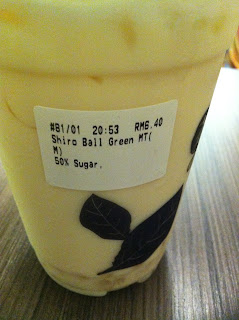 #B1/01 20:53 RM6.40
Shiro Ball Green MT(
M)
50% Sugar.